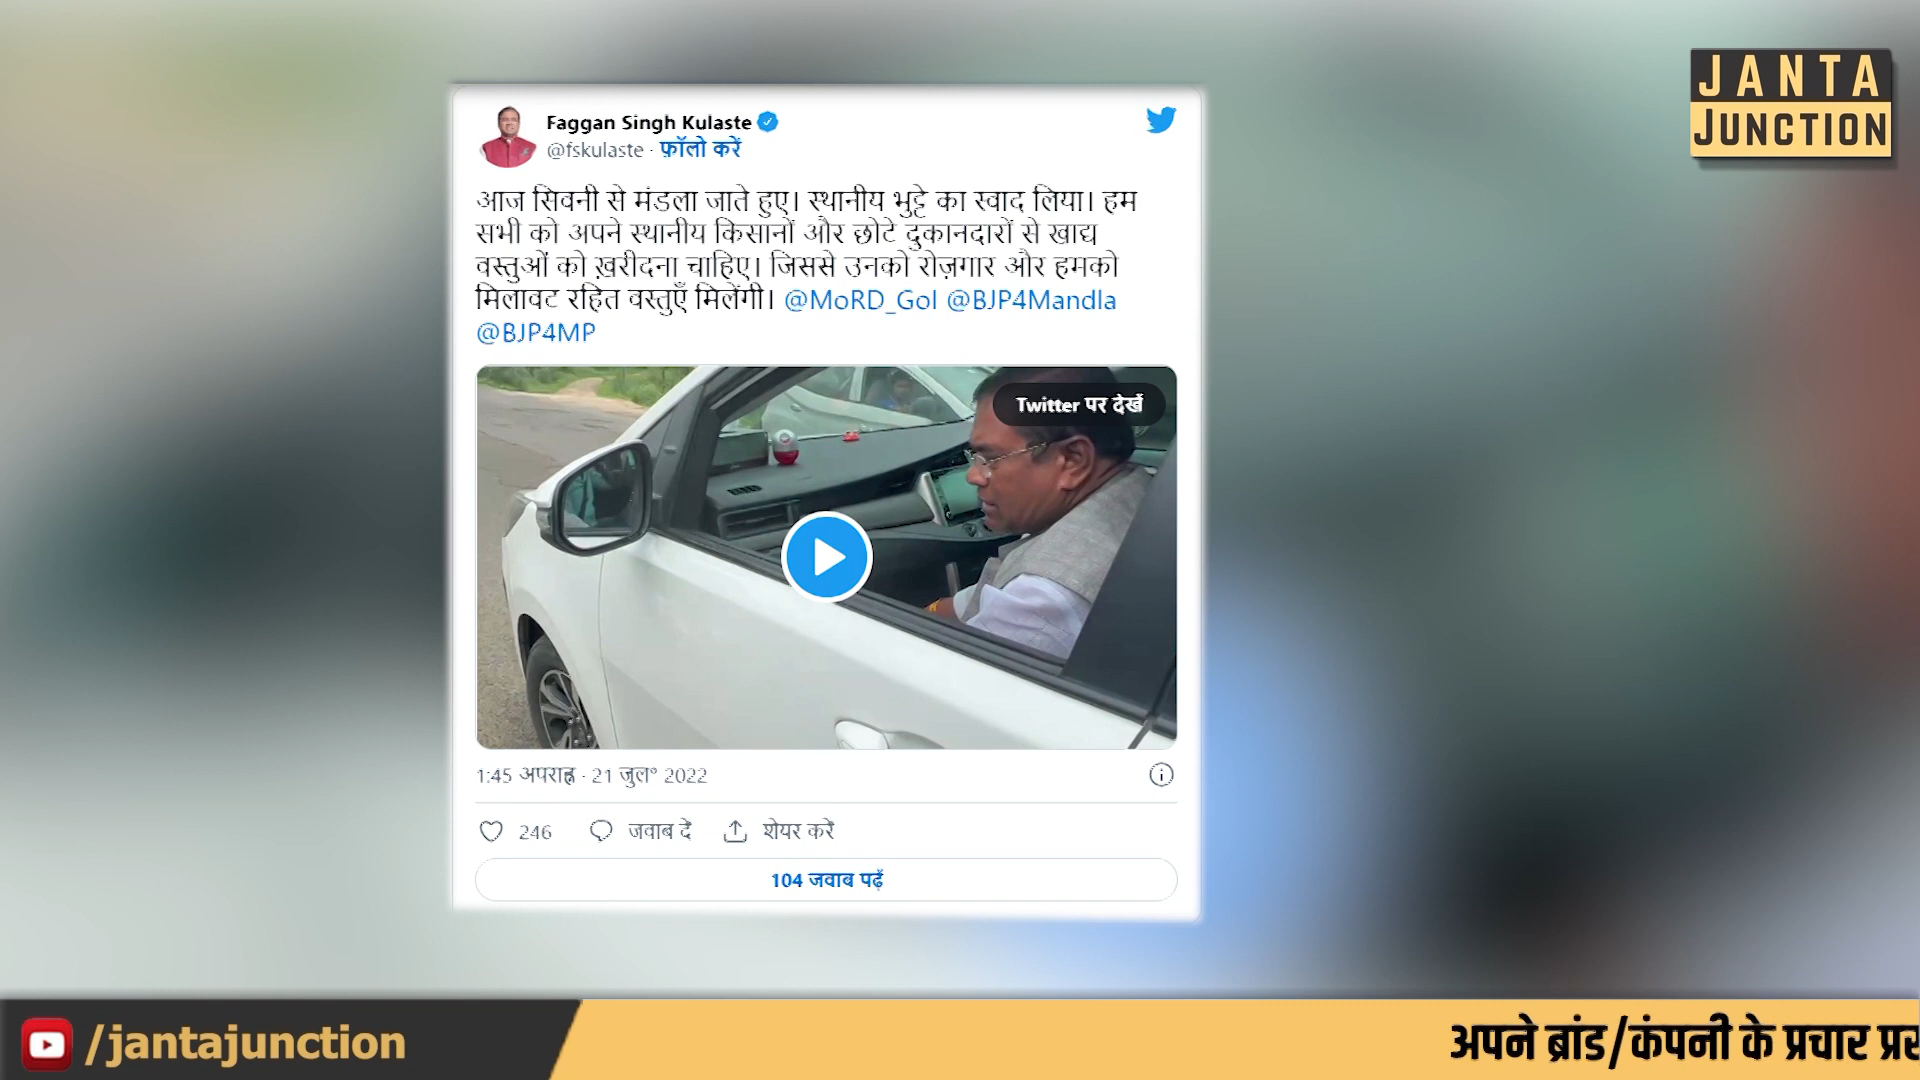 JANTA
JUNCTION
Faggan Singh Kulaste
@fskulaste · फ़ॉलो करें
आज सिवनी से मंडला जाते हुए। स्थानीय भुट्टे का स्वाद लिया। हम
सभी को अपने स्थानीय किसानों और छोटे दुकानदारों से खाद्य
वस्तुओं को ख़रीदना चाहिए। जिससे उनको रोज़गार और हमको
मिलावट रहित वस्तुएँ मिलेंगी। @MoRD_GoI @BJP4Mandla
@BJP4MP
Twitter पर देखें
1:45 अपराह्न · 21 जुल॰ 2022
246 जवाब दें शेयर करें
104 जवाब पढ़ें
/jantajunction
अपने ब्रांड/कंपनी के प्रचार